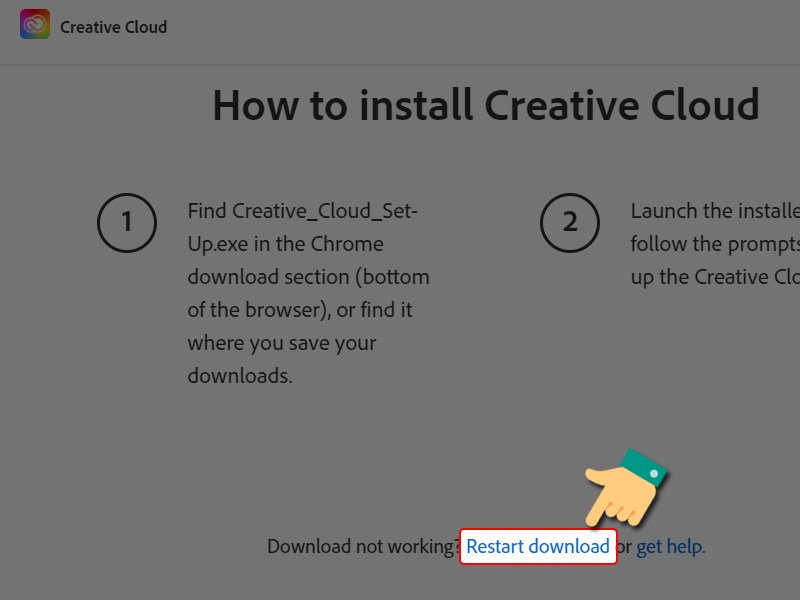 Creative Cloud
How to install Creative Cloud
1
Find Creative_Cloud_Set-
Up.exe in the Chrome
download section (bottom
of the browser), or find it
where you save your
downloads.
2
Launch the installe
follow the prompts
up the Creative Clo
Download not working? Restart download or get help.